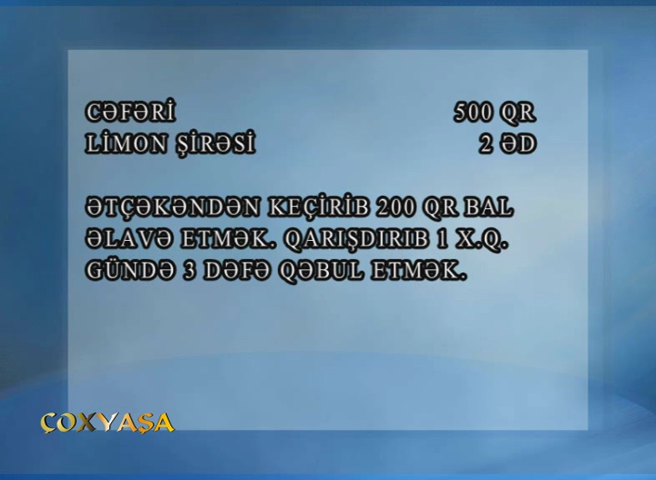 CƏFƏRİ 500 QR
LİMON ŞİRƏSİ 2 ƏD
ƏTÇƏKƏNDƏN KEÇİRİB 200 QR BAL
ƏLAVƏ ETMƏK. QARIŞDIRIB 1 X.Q.
GÜNDƏ 3 DƏFƏ QƏBUL ETMƏK.
ÇOXYAŞA